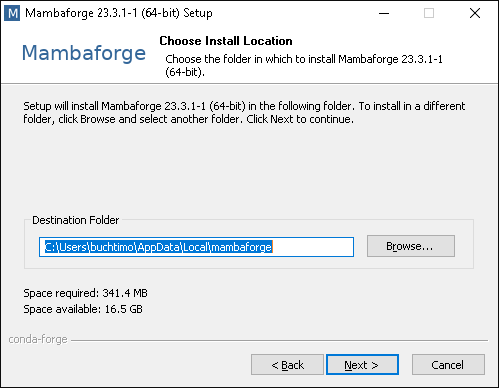 M Mambaforge 23.3.1-1 (64-bit) Setup
Mambaforge
Choose Install Location
Choose the folder in which to install Mambaforge 23.3.1-1
(64-bit).
Setup will install Mambaforge 23.3.1-1 (64-bit) in the following folder. To install in a different
folder, click Browse and select another folder. Click Next to continue.
Destination Folder
C:\Users\buchtimo\AppData\Local\mambaforge
Browse...
Space required: 341.4 MB
Space available: 16.5 GB
conda-forge
< Back
Next >
Cancel